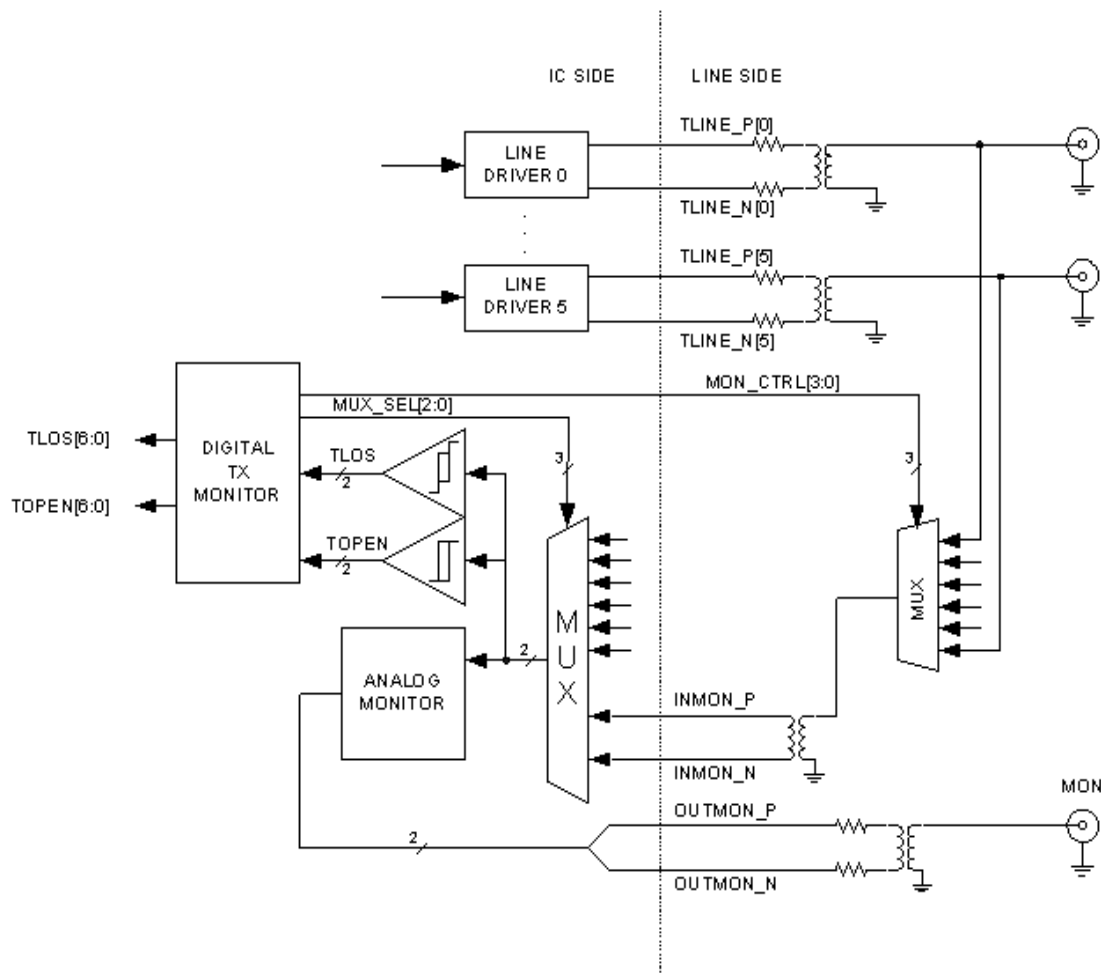 IC SIDE
LINE SIDE
TLINE_P[0]
LINE
DRIVER 0
TLINE_N[0]
TLINE_P[5]
LINE
DRIVER 5
TLINE_N[5]
MON_CTRL[3:0]
MUX_SEL[2:0]
TLOS[6:0]
DIGITAL
TX
MONITOR
TLOS
2
3
3
TOPEN[6:0]
TOPEN
2
MUX
MUX
2
ANALOG
MONITOR
INMON_P
INMON_N
MON
OUTMON_P
2
OUTMON_N